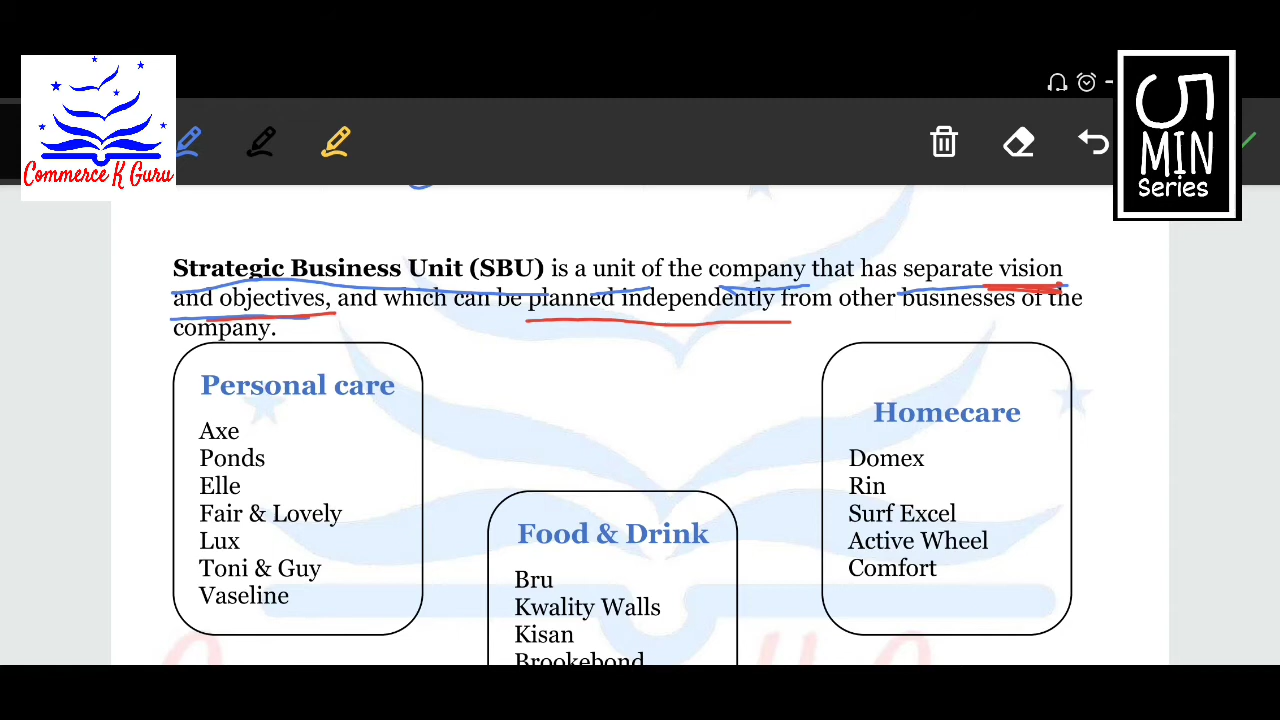 Commerce K Guru
5
MIN
Series
Strategic Business Unit (SBU) is a unit of the company that has separate vision
and objectives, and which can be planned independently from other businesses of the
company.
Personal care
Axe
Ponds
Elle
Fair & Lovely
Lux
Toni & Guy
Vaseline
Food & Drink
Bru
Kwality Walls
Kisan
Brookebond
Homecare
Domex
Rin
Surf Excel
Active Wheel
Comfort